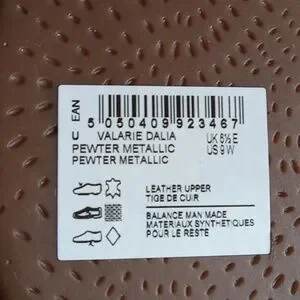 EAN
5 050409 923467
U VALARIE DALIA UK 6½ E
PEWTER METALLIC US 9 W
PEWTER METALLIC
LEATHER UPPER
TIGE DE CUIR
BALANCE MAN MADE
MATERIAUX SYNTHETIQUES
POUR LE RESTE